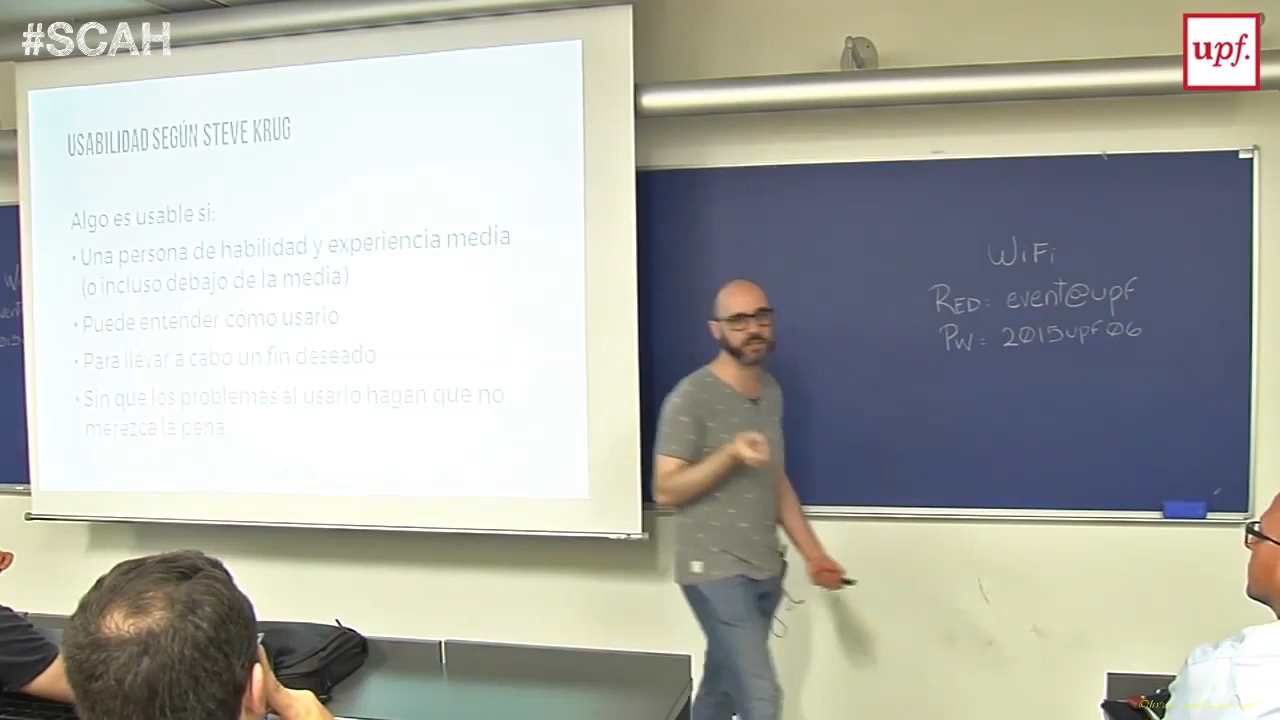 #SCAH
upf.
USABILIDAD SEGÚN STEVE KRUG
Algo es usable si:
• Una persona de habilidad y experiencia media
(o incluso debajo de la media)
• Puede entender cómo usarlo
• Para llevar a cabo un fin deseado
• Sin que los problemas al usarlo hagan que no
merezca la pena
WiFi
RED: event@upf
PW: 2015upf06